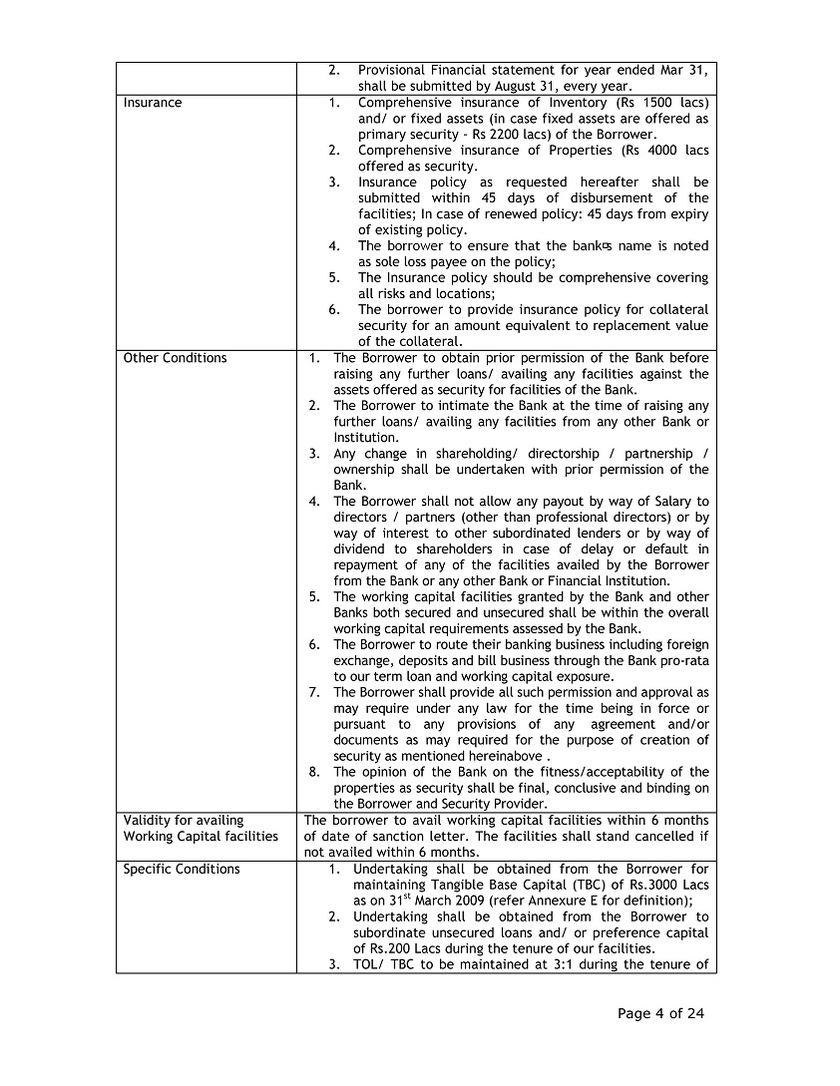 2. Provisional Financial statement for year ended Mar 31,
shall be submitted by August 31, every year.
Insurance
1. Comprehensive insurance of Inventory (Rs 1500 lacs)
and/ or fixed assets (in case fixed assets are offered as
primary security - Rs 2200 lacs) of the Borrower.
2. Comprehensive insurance of Properties (Rs 4000 lacs
offered as security.
3. Insurance policy as requested hereafter shall be
submitted within 45 days of disbursement of the
facilities; In case of renewed policy: 45 days from expiry
of existing policy.
4. The borrower to ensure that the bank's name is noted
as sole loss payee on the policy;
5. The Insurance policy should be comprehensive covering
all risks and locations;
6. The borrower to provide insurance policy for collateral
security for an amount equivalent to replacement value
of the collateral.
Other Conditions
1. The Borrower to obtain prior permission of the Bank before
raising any further loans/ availing any facilities against the
assets offered as security for facilities of the Bank.
2. The Borrower to intimate the Bank at the time of raising any
further loans/ availing any facilities from any other Bank or
Institution.
3. Any change in shareholding/ directorship / partnership /
ownership shall be undertaken with prior permission of the
Bank.
4. The Borrower shall not allow any payout by way of Salary to
directors / partners (other than professional directors) or by
way of interest to other subordinated lenders or by way of
dividend to shareholders in case of delay or default in
repayment of any of the facilities availed by the Borrower
from the Bank or any other Bank or Financial Institution.
5. The working capital facilities granted by the Bank and other
Banks both secured and unsecured shall be within the overall
working capital requirements assessed by the Bank.
6. The Borrower to route their banking business including foreign
exchange, deposits and bill business through the Bank pro-rata
to our term loan and working capital exposure.
7. The Borrower shall provide all such permission and approval as
may require under any law for the time being in force or
pursuant to any provisions of any agreement and/or
documents as may required for the purpose of creation of
security as mentioned hereinabove .
8. The opinion of the Bank on the fitness/acceptability of the
properties as security shall be final, conclusive and binding on
the Borrower and Security Provider.
Validity for availing
Working Capital facilities
The borrower to avail working capital facilities within 6 months
of date of sanction letter. The facilities shall stand cancelled if
not availed within 6 months.
Specific Conditions
1. Undertaking shall be obtained from the Borrower for
maintaining Tangible Base Capital (TBC) of Rs.3000 Lacs
as on 31st March 2009 (refer Annexure E for definition);
2. Undertaking shall be obtained from the Borrower to
subordinate unsecured loans and/ or preference capital
of Rs.200 Lacs during the tenure of our facilities.
3. TOL/ TBC to be maintained at 3:1 during the tenure of
Page 4 of 24